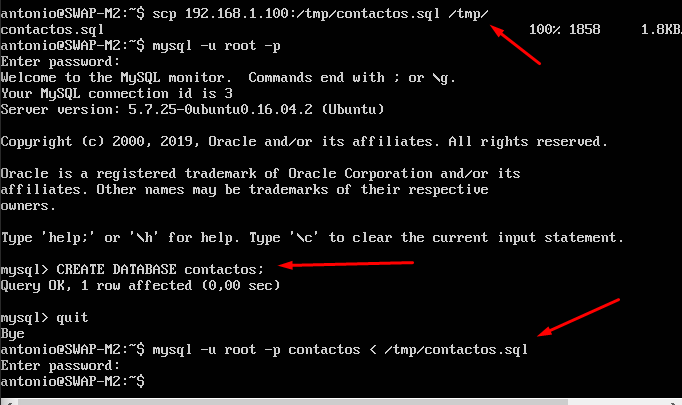 antonio@SWAP-M2:~$ scp 192.168.1.100:/tmp/contactos.sql /tmp/
contactos.sql 100% 1858 1.8KB
antonio@SWAP-M2:~$ mysql -u root -p
Enter password:
Welcome to the MySQL monitor.  Commands end with ; or \g.
Your MySQL connection id is 3
Server version: 5.7.25-0ubuntu0.16.04.2 (Ubuntu)
Copyright (c) 2000, 2019, Oracle and/or its affiliates. All rights reserved.
Oracle is a registered trademark of Oracle Corporation and/or its
affiliates. Other names may be trademarks of their respective
owners.
Type 'help;' or '\h' for help. Type '\c' to clear the current input statement.
mysql> CREATE DATABASE contactos;
Query OK, 1 row affected (0,00 sec)
mysql> quit
Bye
antonio@SWAP-M2:~$ mysql -u root -p contactos < /tmp/contactos.sql
Enter password:
antonio@SWAP-M2:~$